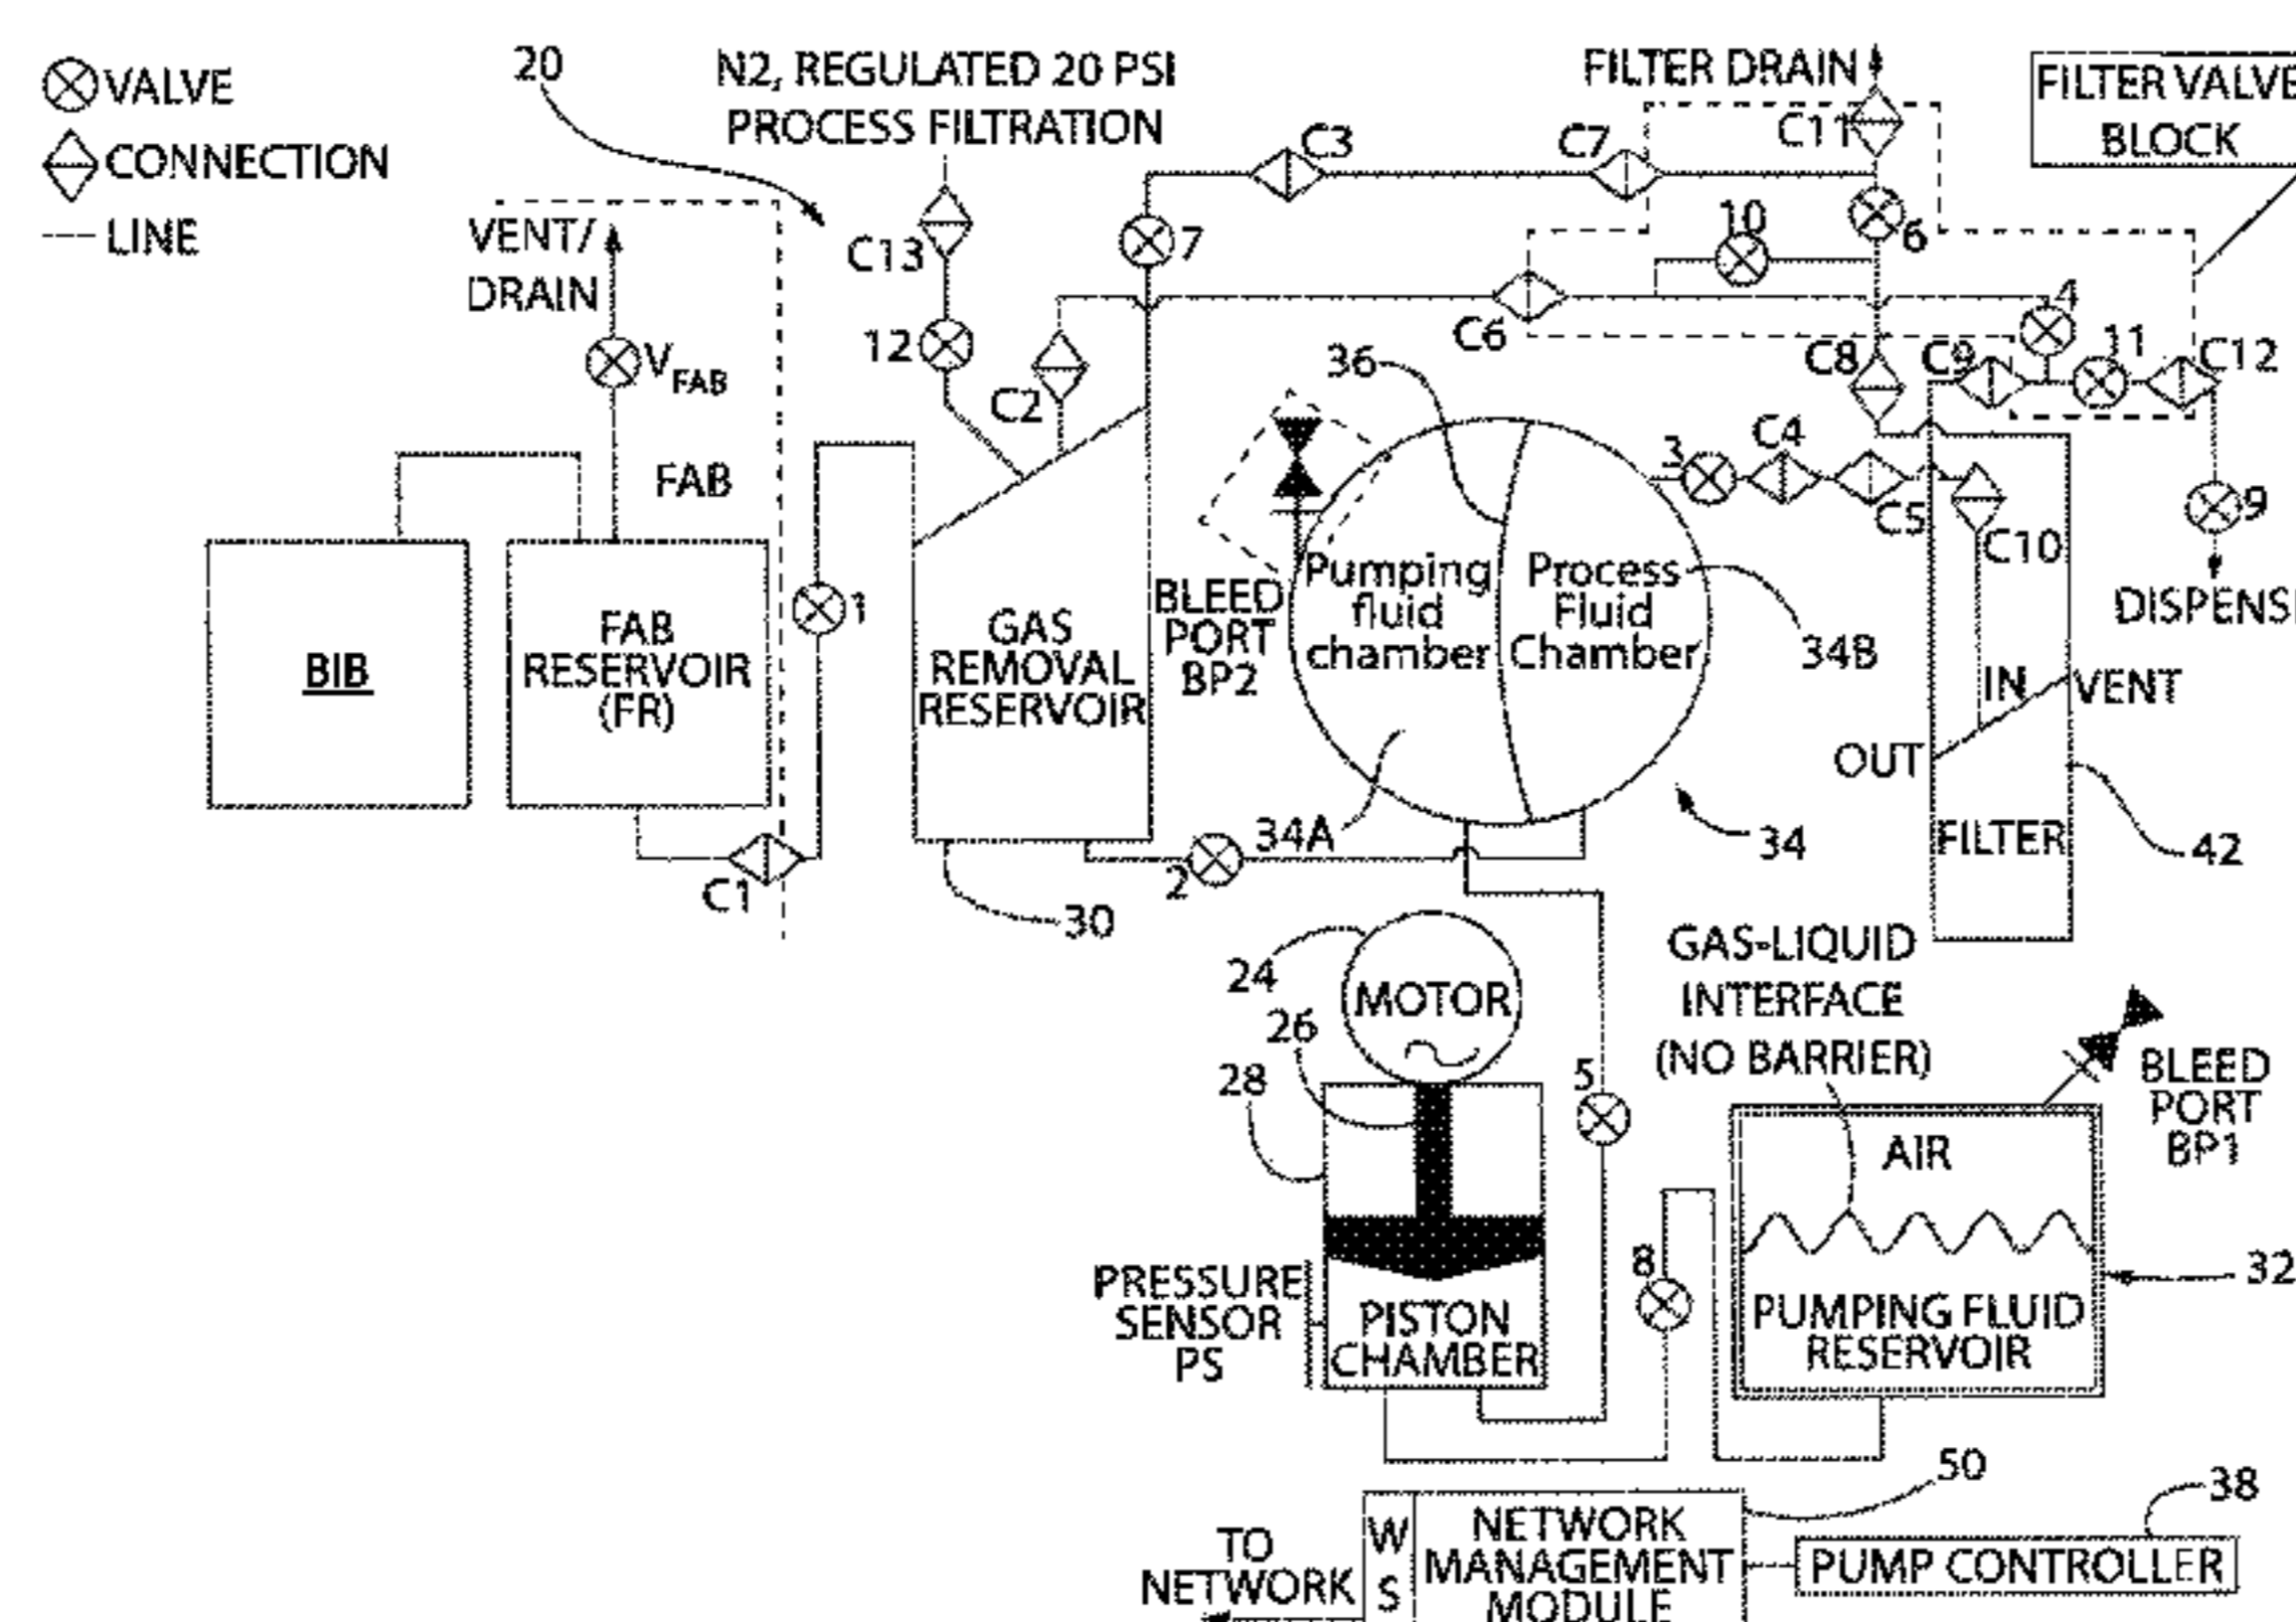 VALVE
CONNECTION
LINE
20
N2, REGULATED 20 PSI
PROCESS FILTRATION
FILTER DRAIN
FILTER VALVE
BLOCK
C11
C3
C7
VENT/
DRAIN
C13
7
10
6
12
V FAB
C2
C6
4
11
C8
C9
C12
36
FAB
3
C4
C5
C10
9
DISPENS
BIB
FAB
RESERVOIR
(FR)
1
GAS
REMOVAL
RESERVOIR
BLEED
PORT
BP2
Pumping
fluid
chamber
Process
Fluid
Chamber
34B
IN
VENT
OUT
FILTER
42
34A
34
C1
2
30
24
MOTOR
26
28
GAS-LIQUID
INTERFACE
(NO BARRIER)
5
BLEED
PORT
BP1
AIR
8
32
PRESSURE
SENSOR
PS
PISTON
CHAMBER
PUMPING FLUID
RESERVOIR
50
38
TO
NETWORK
W
S
NETWORK
MANAGEMENT
MODULE
PUMP CONTROLLER